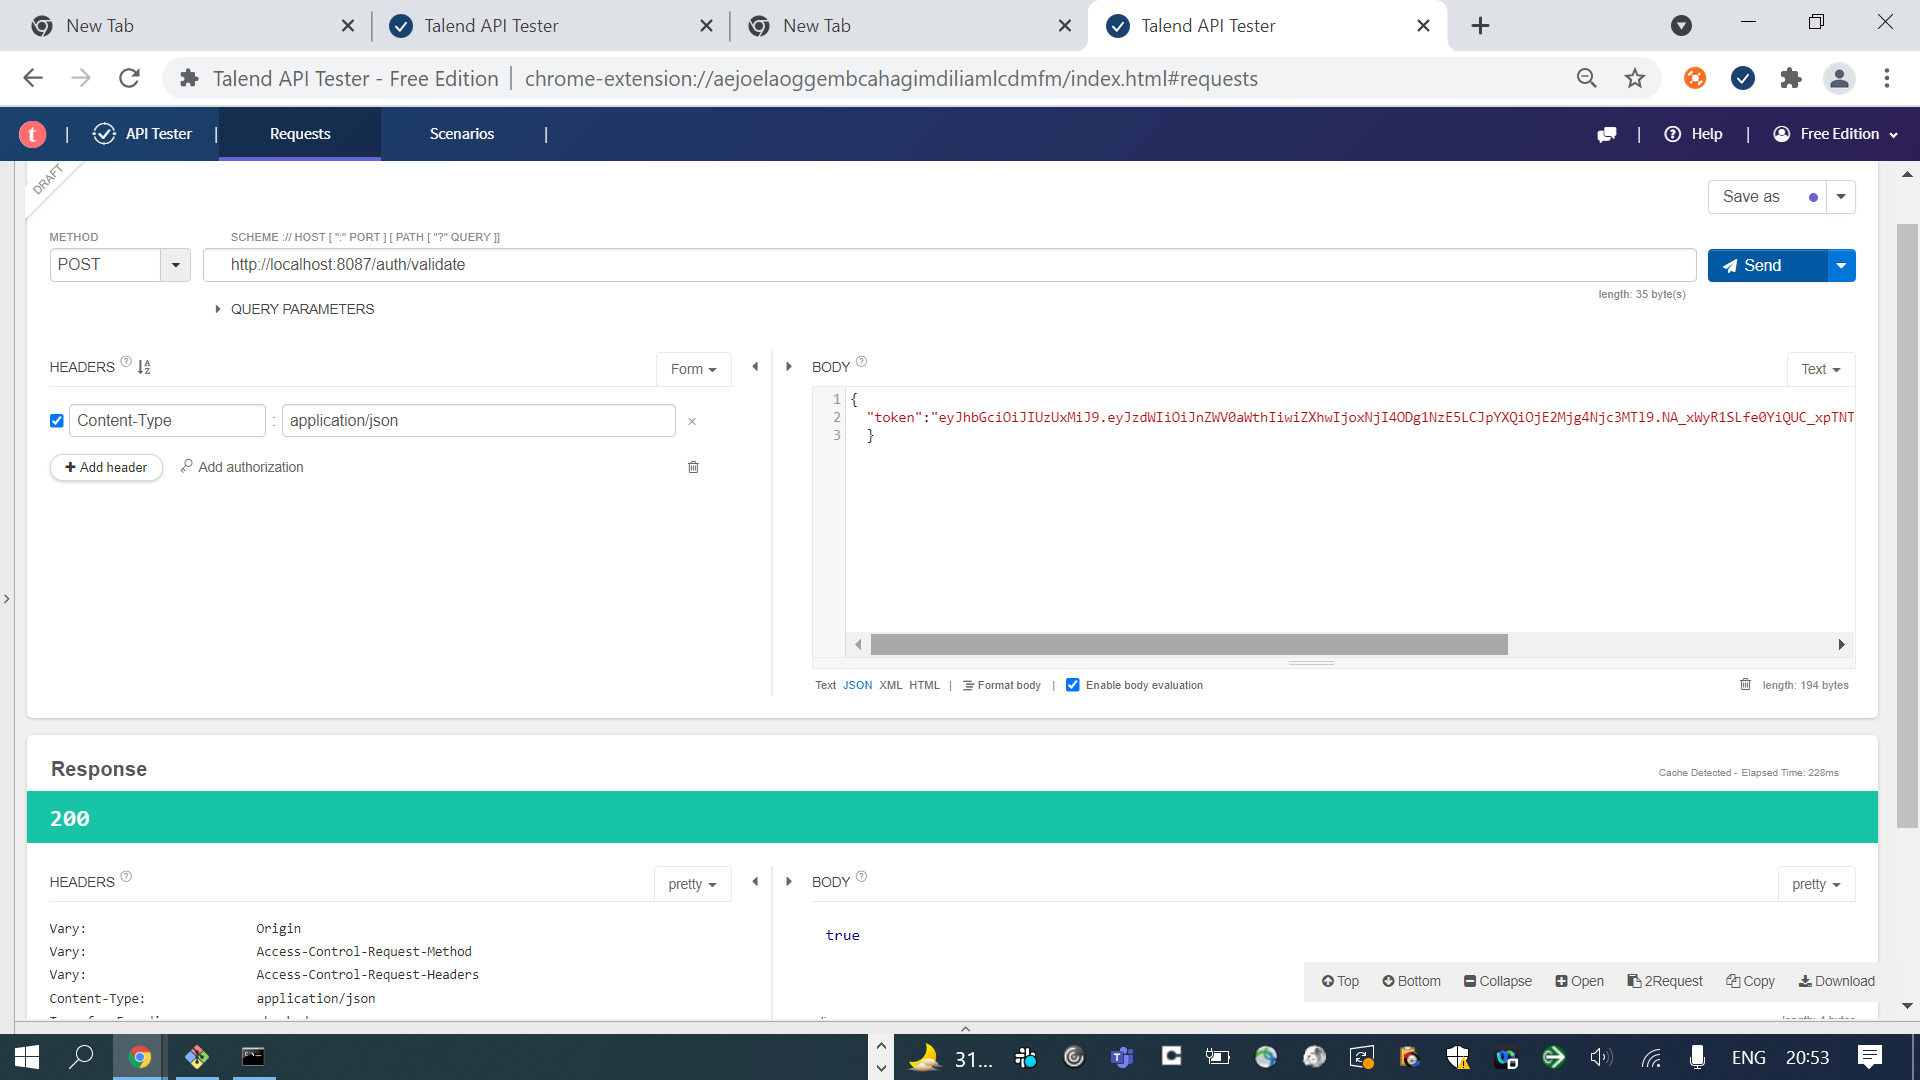 New Tab
Talend API Tester
New Tab
Talend API Tester
Talend API Tester - Free Edition | chrome-extension://aejoelaoggembcahagimdiliamlcdmfm/index.html#requests
t | API Tester | Requests Scenarios | | Help | Free Edition
DRAFT
Save as
METHOD SCHEME :// HOST [ ":" PORT ] [ PATH [ "?" QUERY ]]
POST http://localhost:8087/auth/validate Send
length: 35 byte(s)
QUERY PARAMETERS
HEADERS ? Form BODY ? Text
Content-Type : application/json ×
+ Add header Add authorization
1 {
2 "token":"eyJhbGciOiJIUzUxMiJ9.eyJzdWIiOiJnZWV0aWthIiwiZXhwIjoxNjI4ODg1NzE5LCJpYXQiOjE2Mjg4Njc3MTl9.NA_xWyR1SLfe0YiQUC_xpTNT
3 }
Text JSON XML HTML | Format body | Enable body evaluation length: 194 bytes
Response Cache Detected - Elapsed Time: 228ms
200
HEADERS ? pretty BODY ? pretty
Vary: Origin
Vary: Access-Control-Request-Method
Vary: Access-Control-Request-Headers
Content-Type: application/json
true
Top Bottom Collapse Open 2Request Copy Download
31... ENG 20:53